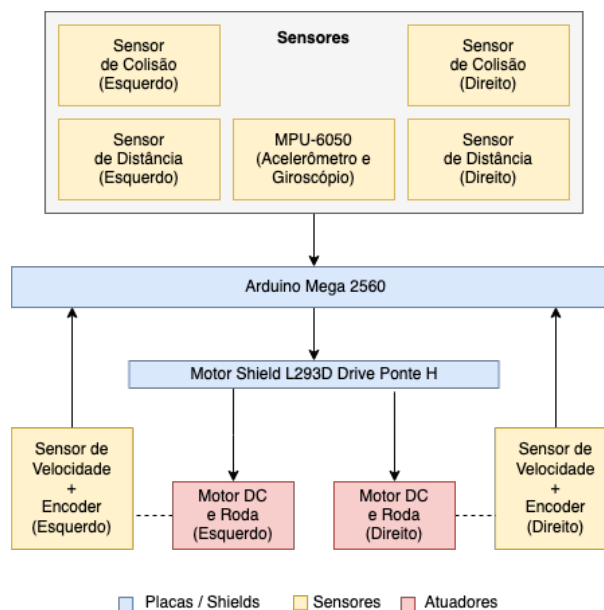 Sensores
Sensor
de Colisão
(Esquerdo)
Sensor
de Colisão
(Direito)
Sensor
de Distância
(Esquerdo)
MPU-6050
(Acelerômetro e
Giroscópio)
Sensor
de Distância
(Direito)
Arduino Mega 2560
Motor Shield L293D Drive Ponte H
Sensor de
Velocidade
+
Encoder
(Esquerdo)
Motor DC
e Roda
(Esquerdo)
Motor DC
e Roda
(Direito)
Sensor de
Velocidade
+
Encoder
(Direito)
Placas / Shields
Sensores
Atuadores